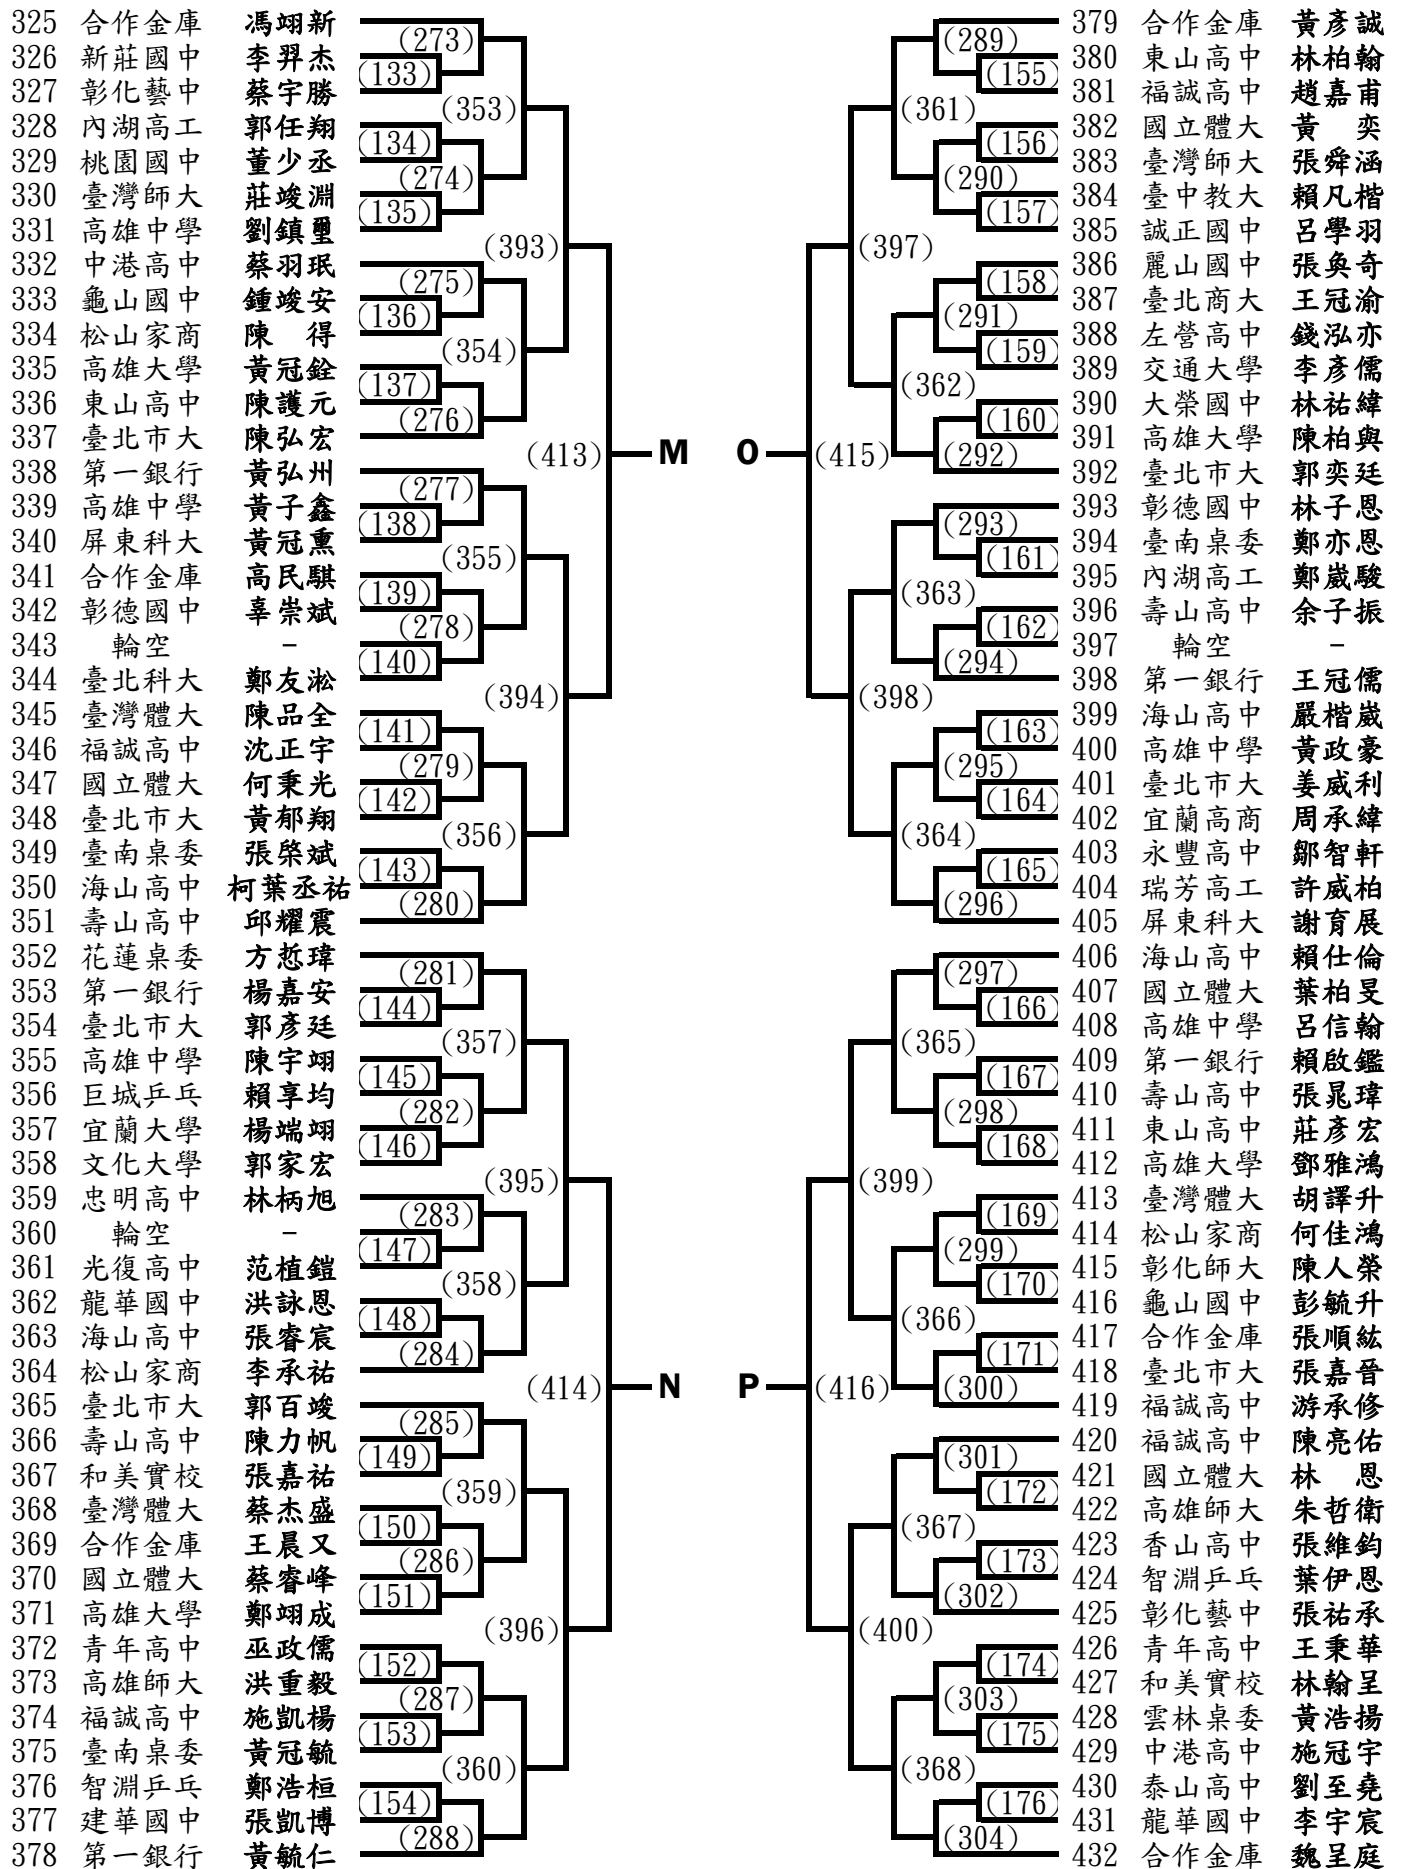 325 合作金庫 馮翊新
326 新莊國中 李羿杰
327 彰化藝中 蔡宇勝
328 內湖高工 郭任翔
329 桃園國中 董少丞
330 臺灣師大 莊竣淵
331 高雄中學 劉鎮璽
332 中港高中 蔡羽珉
333 龜山國中 鍾竣安
334 松山家商 陳 得
335 高雄大學 黃冠銓
336 東山高中 陳護元
337 臺北市大 陳弘宏
338 第一銀行 黃弘州
339 高雄中學 黃子鑫
340 屏東科大 黃冠熏
341 合作金庫 高民騏
342 彰德國中 辜崇斌
343 輪空 -
344 臺北科大 鄭友淞
345 臺灣體大 陳品全
346 福誠高中 沈正宇
347 國立體大 何秉光
348 臺北市大 黃郁翔
349 臺南桌委 張棨斌
350 海山高中 柯葉丞祐
351 壽山高中 邱耀震
352 花蓮桌委 方悊瑋
353 第一銀行 楊嘉安
354 臺北市大 郭彥廷
355 高雄中學 陳宇翊
356 巨城乒乓 賴享均
357 宜蘭大學 楊端翊
358 文化大學 郭家宏
359 忠明高中 林柄旭
360 輪空 -
361 光復高中 范植鎧
362 龍華國中 洪詠恩
363 海山高中 張睿宸
364 松山家商 李承祐
365 臺北市大 郭百竣
366 壽山高中 陳力帆
367 和美實校 張嘉祐
368 臺灣體大 蔡杰盛
369 合作金庫 王晨又
370 國立體大 蔡睿峰
371 高雄大學 鄭翊成
372 青年高中 巫政儒
373 高雄師大 洪重毅
374 福誠高中 施凱楊
375 臺南桌委 黃冠毓
376 智淵乒乓 鄭浩桓
377 建華國中 張凱博
378 第一銀行 黃毓仁
(273)
(133)
(353)
(134)
(274)
(135)
(393)
(275)
(136)
(354)
(137)
(276)
(413)
M
(277)
(138)
(355)
(139)
(278)
(140)
(394)
(141)
(279)
(142)
(356)
(143)
(280)
(281)
(144)
(357)
(145)
(282)
(146)
(395)
(283)
(147)
(358)
(148)
(284)
(414)
N
(285)
(149)
(359)
(150)
(286)
(151)
(396)
(152)
(287)
(153)
(360)
(154)
(288)
(289)
(155)
(361)
(156)
(290)
(157)
(397)
(158)
(291)
(159)
(362)
(160)
O
(415)
(292)
(293)
(161)
(363)
(162)
(294)
(398)
(163)
(295)
(164)
(364)
(165)
(296)
(297)
(166)
(365)
(167)
(298)
(168)
(399)
(169)
(299)
(170)
(366)
(171)
P
(416)
(300)
(301)
(172)
(367)
(173)
(302)
(400)
(174)
(303)
(175)
(368)
(176)
(304)
379 合作金庫 黃彥誠
380 東山高中 林柏翰
381 福誠高中 趙嘉甫
382 國立體大 黃 奕
383 臺灣師大 張舜涵
384 臺中教大 賴凡楷
385 誠正國中 呂學羽
386 麗山國中 張奐奇
387 臺北商大 王冠渝
388 左營高中 錢泓亦
389 交通大學 李彥儒
390 大榮國中 林祐緯
391 高雄大學 陳柏與
392 臺北市大 郭奕廷
393 彰德國中 林子恩
394 臺南桌委 鄭亦恩
395 內湖高工 鄭崴駿
396 壽山高中 余子振
397 輪空 -
398 第一銀行 王冠儒
399 海山高中 嚴楷崴
400 高雄中學 黃政豪
401 臺北市大 姜威利
402 宜蘭高商 周承緯
403 永豐高中 鄒智軒
404 瑞芳高工 許威柏
405 屏東科大 謝育展
406 海山高中 賴仕倫
407 國立體大 葉柏旻
408 高雄中學 呂信翰
409 第一銀行 賴啟鑑
410 壽山高中 張晁瑋
411 東山高中 莊彥宏
412 高雄大學 鄧雅鴻
413 臺灣體大 胡譯升
414 松山家商 何佳鴻
415 彰化師大 陳人榮
416 龜山國中 彭毓升
417 合作金庫 張順紘
418 臺北市大 張嘉晉
419 福誠高中 游承修
420 福誠高中 陳亮佑
421 國立體大 林 恩
422 高雄師大 朱哲衛
423 香山高中 張維鈞
424 智淵乒乓 葉伊恩
425 彰化藝中 張祐承
426 青年高中 王秉華
427 和美實校 林翰呈
428 雲林桌委 黃浩揚
429 中港高中 施冠宇
430 泰山高中 劉至堯
431 龍華國中 李宇宸
432 合作金庫 魏呈庭